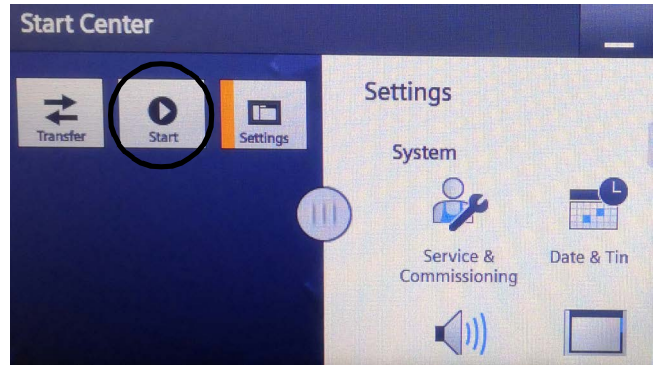 Start Center
Transfer
Start
Settings
Settings
System
Service &
Commissioning
Date & Tin